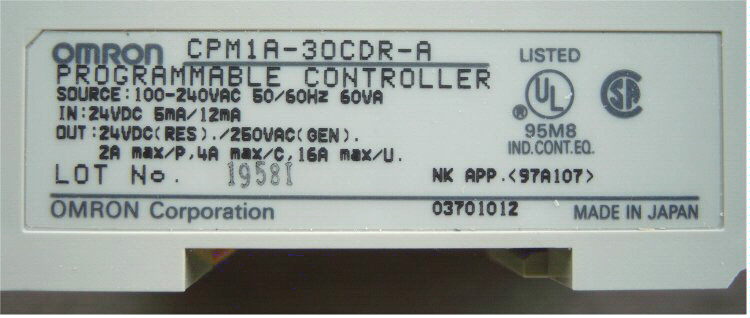 OMRON CPM1A-30CDR-A
PROGRAMMABLE CONTROLLER
SOURCE:100-240VAC 50/60Hz 60VA
IN:24VDC 5mA/12mA
OUT:24VDC(RES)./250VAC(GEN).
2A max/P,4A max/C,16A max/U.
LOT No. 1958I
LISTED
UL
®
95M8
IND.CONT.EQ.
SA
NK APP.<97A107>
OMRON Corporation 03701012 MADE IN JAPAN